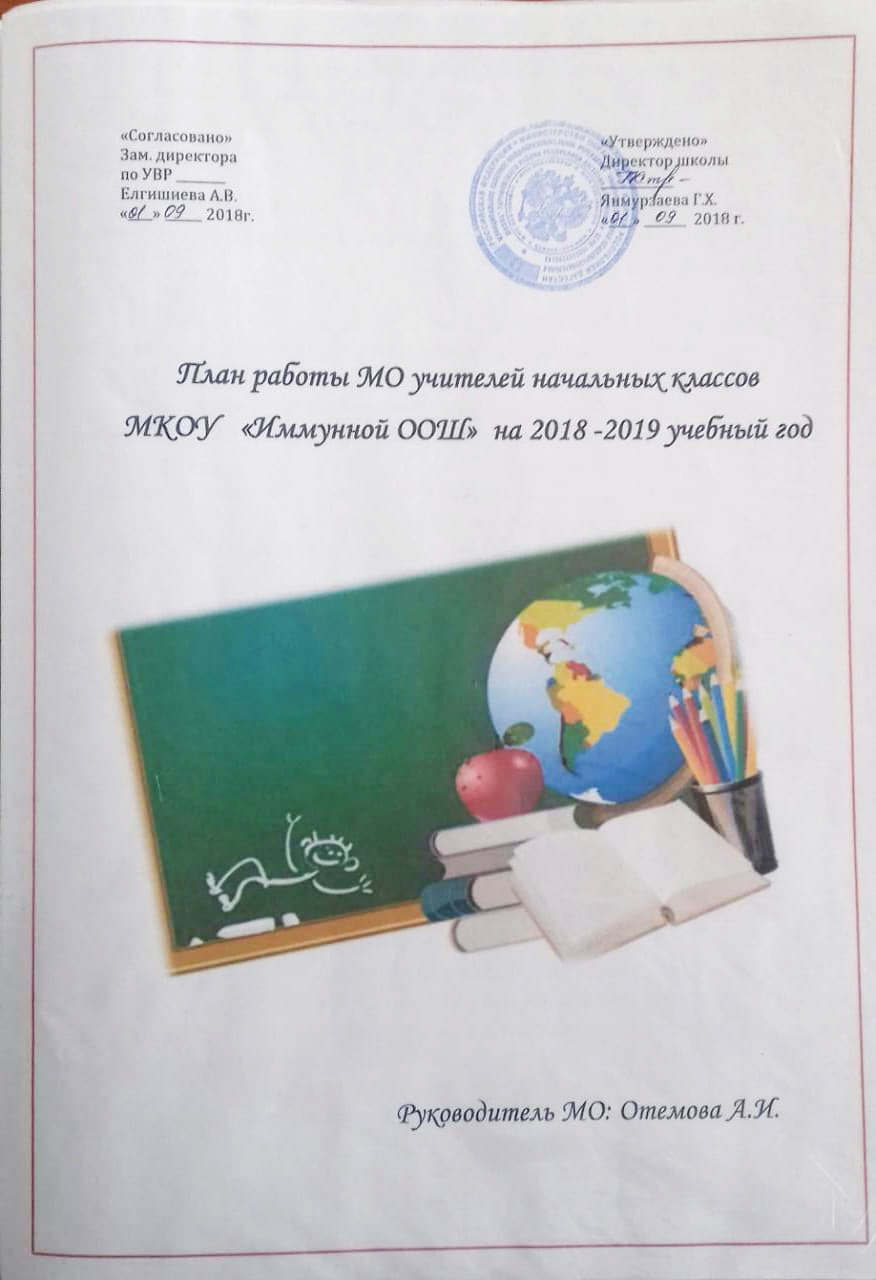 «Согласовано»
Зам. директора
по УВР ______
Елгишиева А.В.
«01» 09 2018г.
«Утверждено»
Директор школы
Янмурзаева Г.Х.
«01» 09 2018 г.
План работы МО учителей начальных классов
МКОУ «Иммунной ООШ» на 2018 -2019 учебный год
Руководитель МО: Отемова А.И.